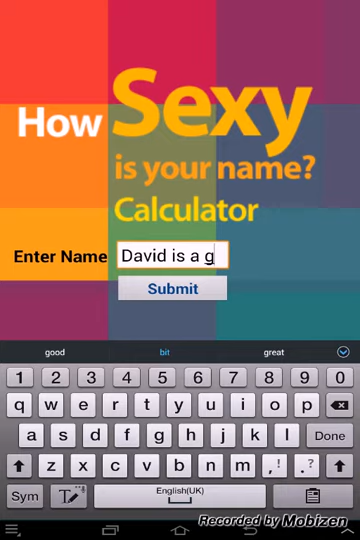 How Sexy
is your name?
Calculator
Enter Name David is a g
Submit
good bit great
1 2 3 4 5 6 7 8 9 0
q w e r t y u i o p
a s d f g h j k l Done
z x c v b n m , ! . ?
Sym T English(UK)
Recorded by Mobizen